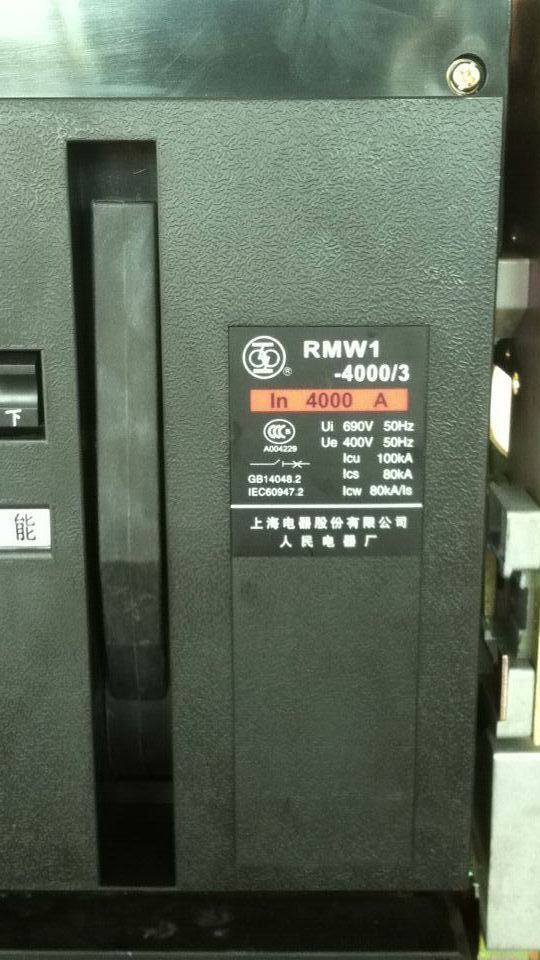 RMW1
-4000/3
In 4000 A
Ui 690V 50Hz
Ue 400V 50Hz
A004229
Icu 100kA
Ics 80kA
GB14048.2
IEC60947.2
Icw 80kA/Is
上海电器股份有限公司
人民电器厂
下
能